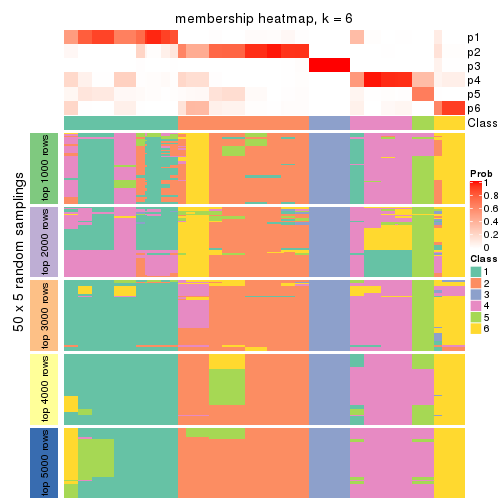 membership heatmap, k = 6
p1
p2
p3
p4
p5
p6
Class
50 x 5 random samplings
top 1000 rows
top 2000 rows
top 3000 rows
top 4000 rows
top 5000 rows
Prob
1
0.8
0.6
0.4
0.2
0
Class
1
2
3
4
5
6